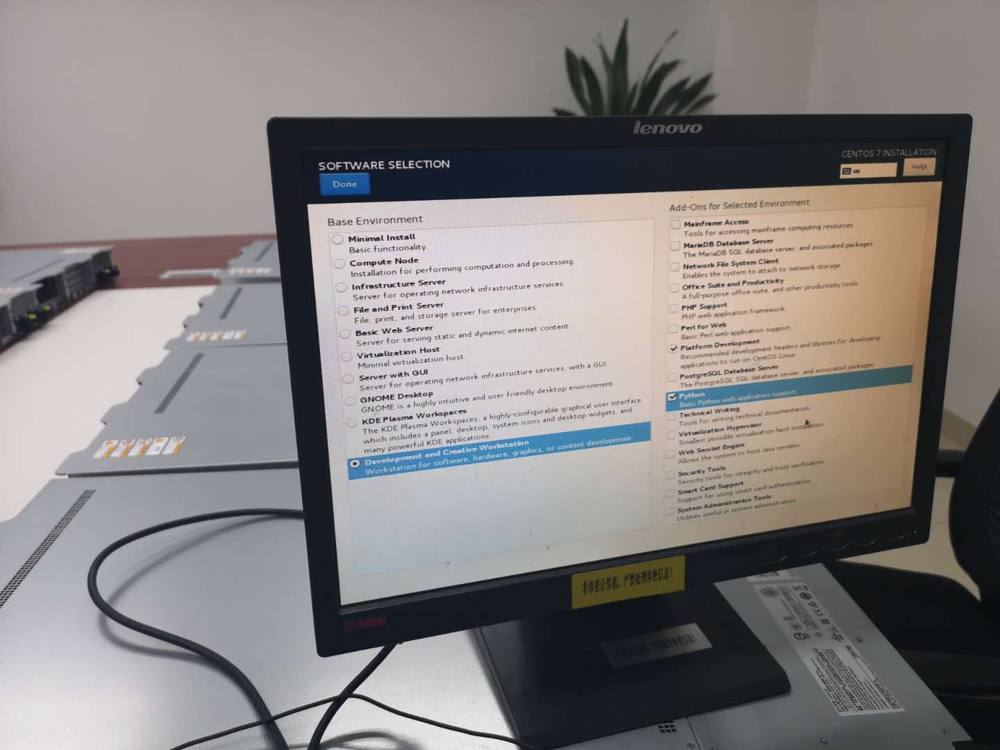 lenovo
SOFTWARE SELECTION
CENTOS 7 INSTALLATION
Done
us
Help!
Base Environment
Minimal Install
Basic functionality.
Compute Node
Installation for performing computation and processing.
Infrastructure Server
Server for operating network infrastructure services.
File and Print Server
File, print, and storage server for enterprises.
Basic Web Server
Server for serving static and dynamic internet content.
Virtualization Host
Minimal virtualization host.
Server with GUI
Server for operating network infrastructure services, with a GUI.
GNOME Desktop
GNOME is a highly intuitive and user friendly desktop environment.
KDE Plasma Workspaces
The KDE Plasma Workspaces, a highly-configurable graphical user interface
which includes a panel, desktop, system icons and desktop widgets, and
many powerful KDE applications.
Development and Creative Workstation
Workstation for software, hardware, graphics, or content development.
Add-Ons for Selected Environment
Mainframe Access
Tools for accessing mainframe computing resources.
MariaDB Database Server
The MariaDB SQL database server, and associated packages.
Network File System Client
Enables the system to attach to network storage.
Office Suite and Productivity
A full-purpose office suite, and other productivity tools.
PHP Support
PHP web application framework.
Perl for Web
Basic Perl web application support.
Platform Development
Recommended development headers and libraries for developing
applications to run on CentOS Linux.
PostgreSQL Database Server
The PostgreSQL SQL database server, and associated packages.
Python
Basic Python web application support.
Technical Writing
Tools for writing technical documentation.
Virtualization Hypervisor
Smallest possible virtualization host installation.
Web Servlet Engine
Allows the system to host Java servlets.
Security Tools
Security tools for integrity and trust verification.
Smart Card Support
Support for using smart card authentication.
System Administration Tools
Utilities useful in system administration.
ThinkVision
非涉密计算机，严禁处理涉密信息！